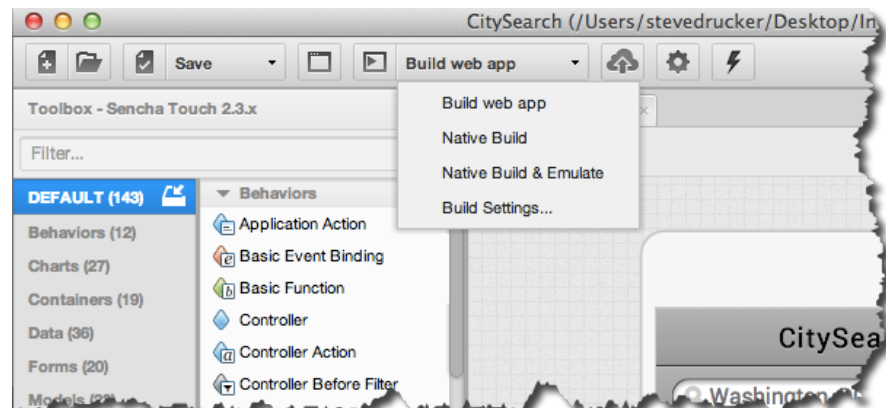 CitySearch (/Users/stevedrucker/Desktop/In
Save
Build web app
Build web app
Native Build
Native Build & Emulate
Build Settings...
Toolbox - Sencha Touch 2.3.x
Filter...
DEFAULT (143)
Behaviors (12)
Charts (27)
Containers (19)
Data (36)
Forms (20)
Models
Behaviors
Application Action
Basic Event Binding
Basic Function
Controller
Controller Action
Controller Before Filter
CitySea
Washington